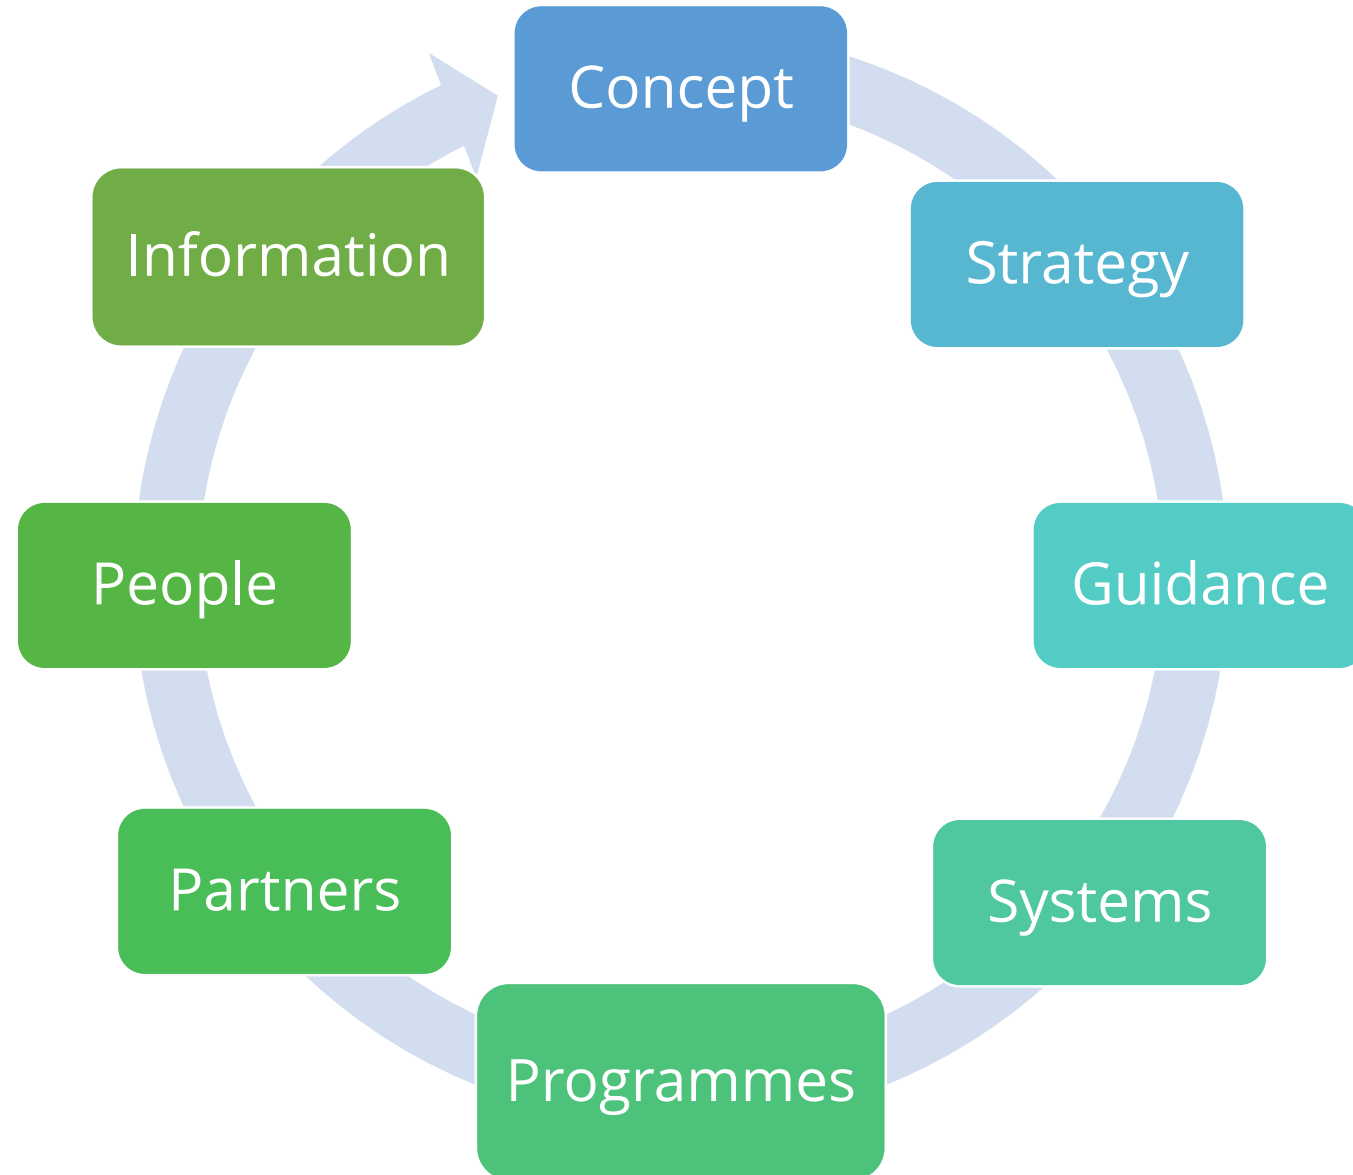 Concept
Strategy
Guidance
Systems
Programmes
Partners
People
Information